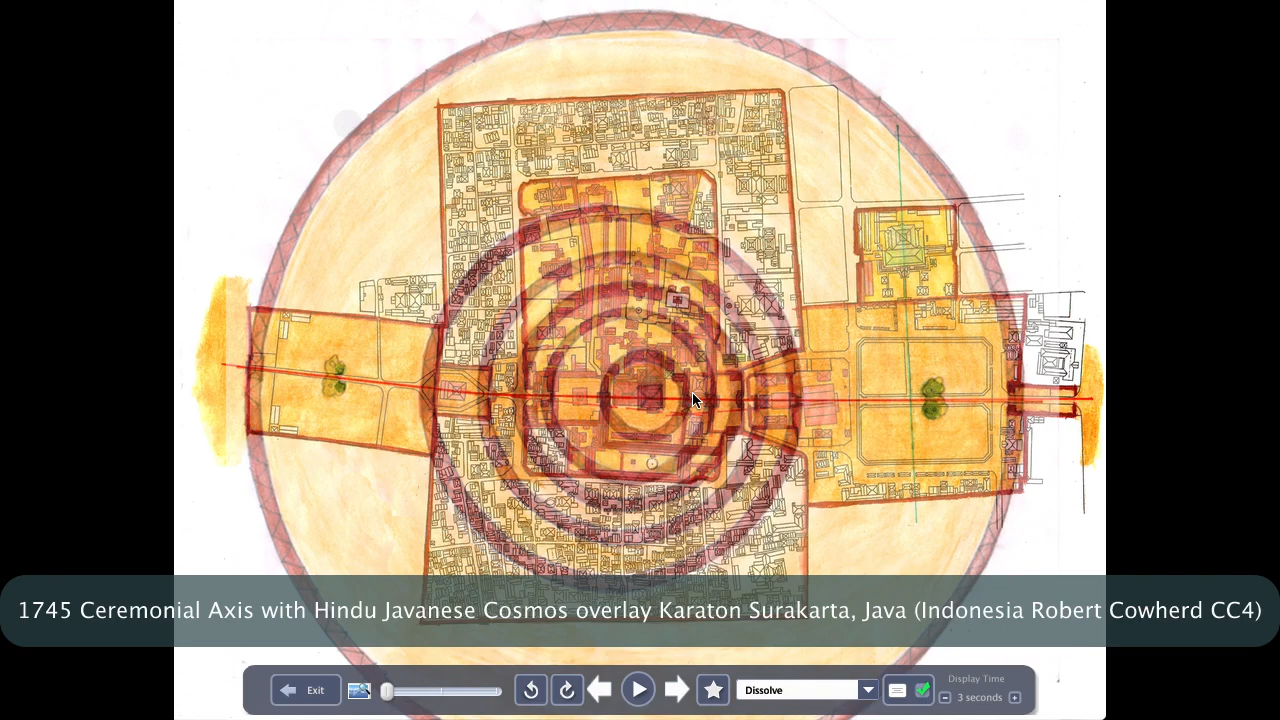 1745 Ceremonial Axis with Hindu Javanese Cosmos overlay Karaton Surakarta, Java (Indonesia Robert Cowherd CC4)
Display Time
Exit
Dissolve
3 seconds